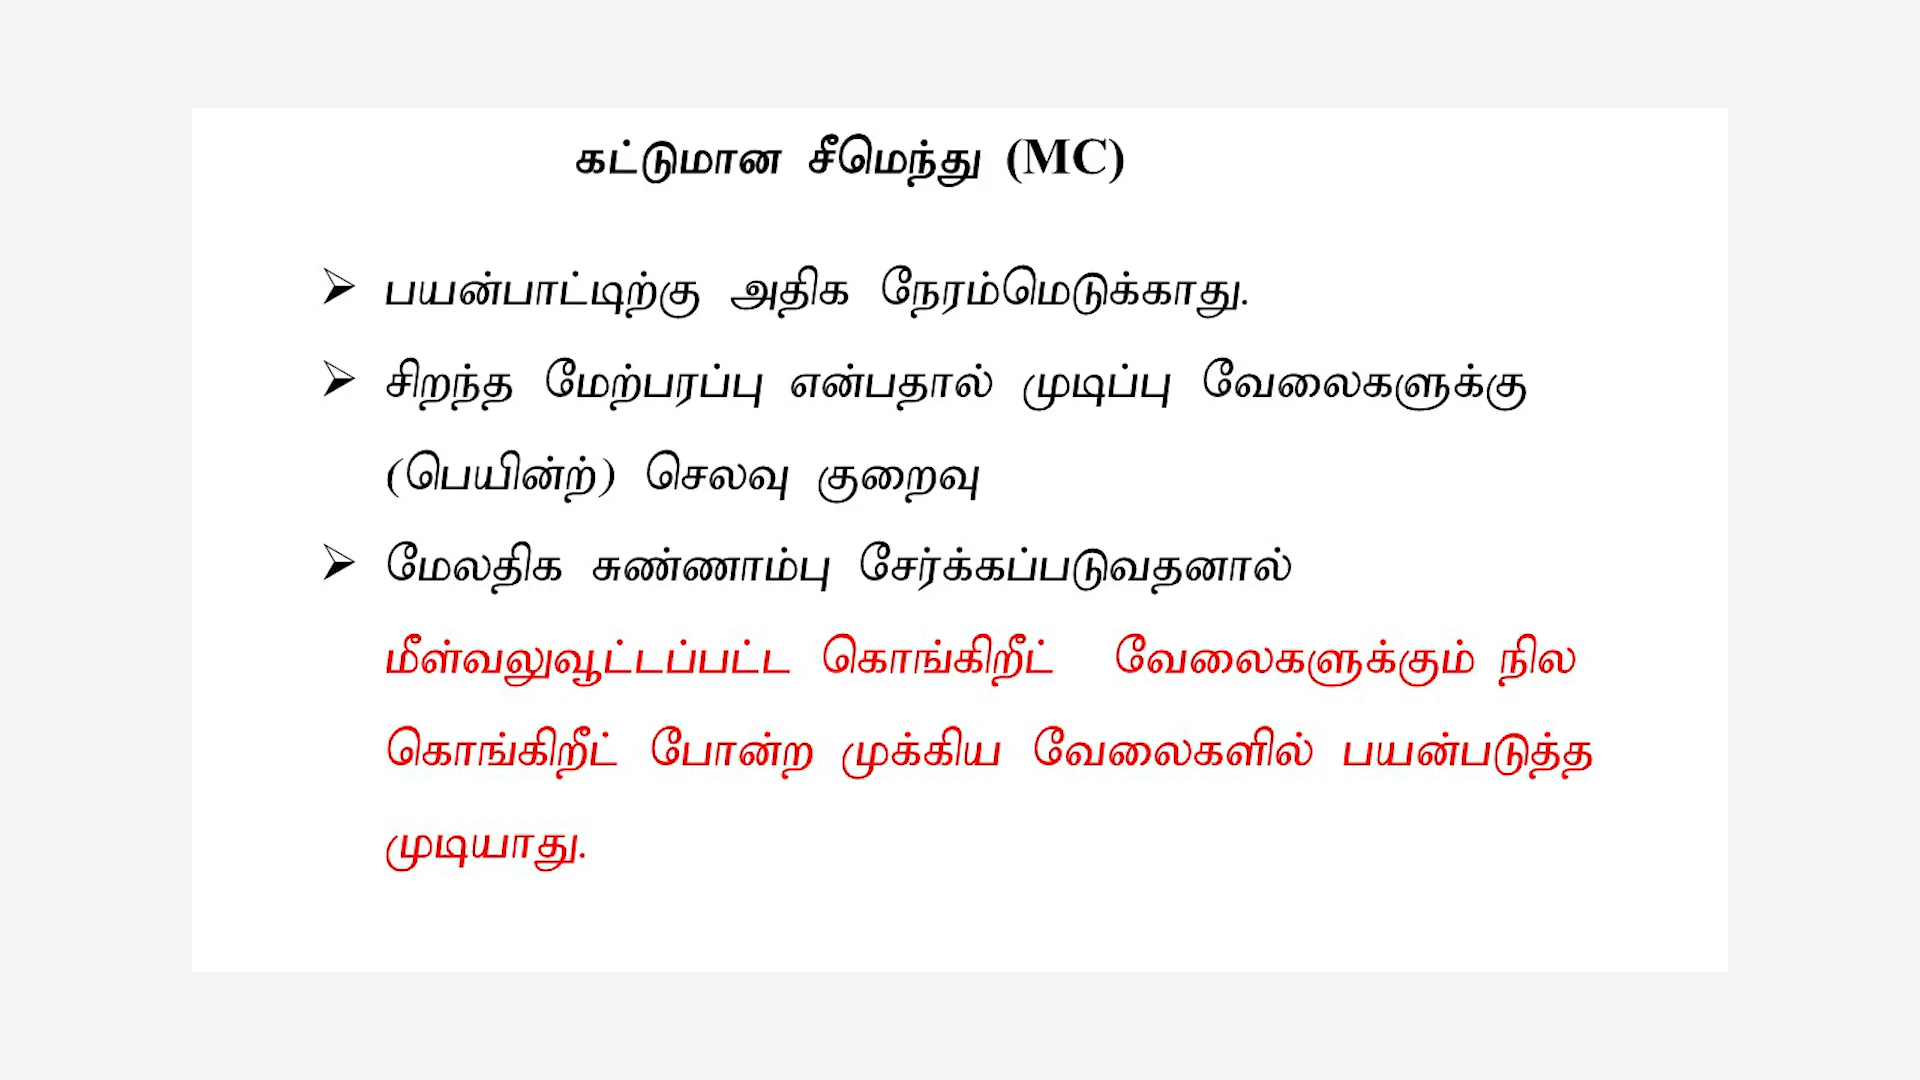 கட்டுமான சீமெந்து (MC)
➢ பயன்பாட்டிற்கு அதிக நேரம்மெடுக்காது.
➢ சிறந்த மேற்பரப்பு என்பதால் முடிப்பு வேலைகளுக்கு
(பெயின்ற்) செலவு குறைவு
➢ மேலதிக சுண்ணாம்பு சேர்க்கப்படுவதனால்
மீள்வலுவூட்டப்பட்ட கொங்கிறீட் வேலைகளுக்கும் நில
கொங்கிறீட் போன்ற முக்கிய வேலைகளில் பயன்படுத்த
முடியாது.